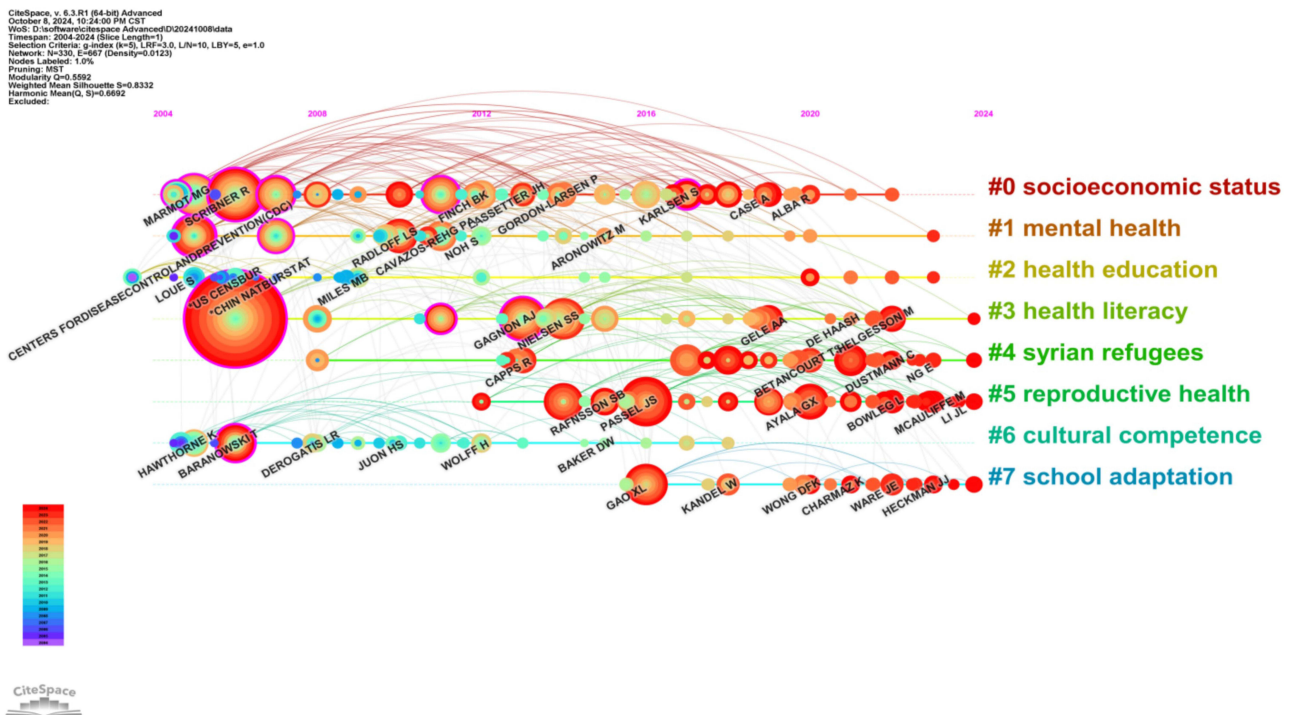 CiteSpace, v. 6.3.R1 (64-bit) Advanced
October 8, 2024, 10:24:00 PM CST
WoS: D:\software\citespace Advanced\D\20241008\data
Timespan: 2004-2024 (Slice Length=1)
Selection Criteria: g-index (k=5), LRF=3.0, L/N=10, LBY=5, e=1.0
Network: N=330, E=667 (Density=0.0123)
Nodes Labeled: 1.0%
Pruning: MST
Modularity Q=0.5592
Weighted Mean Silhouette S=0.8332
Harmonic Mean(Q, S)=0.6692
Excluded:
2004 2008 2012 2016 2020 2024
MARMOT MG
SCRIBNER R
FINCH BK
PASSETTER JH
GORDON-LARSEN P
KARLSEN S
CASE A
ALBA R
#0 socioeconomic status
CENTERS FORDISEASECONTROLANDPREVENTION(CDC)
RADLOFF LS
CAVAZOS-REHG PA
NOH S
ARONOWITZ M
#1 mental health
LOUE S
*US CENSBUR
*CHIN NATBURSTAT
MILES MB
#2 health education
GAGNON AJ
NIELSEN SS
GELE AA
DE HAASH
HELGESSON M
#3 health literacy
CAPPS R
BETANCOURT TS
DUSTMANN C
NG E
#4 syrian refugees
RAFNSSON SB
PASSEL JS
AYALA GX
BOWLEG L
MCAULIFFE M
LI JL
#5 reproductive health
HAWTHORNE K
BARANOWSKI T
DEROGATIS LR
JUON HS
WOLFF H
BAKER DW
#6 cultural competence
GAO XL
KANDEL W
WONG DFK
CHARMAZ K
WARE JE
HECKMAN JJ
#7 school adaptation
CiteSpace